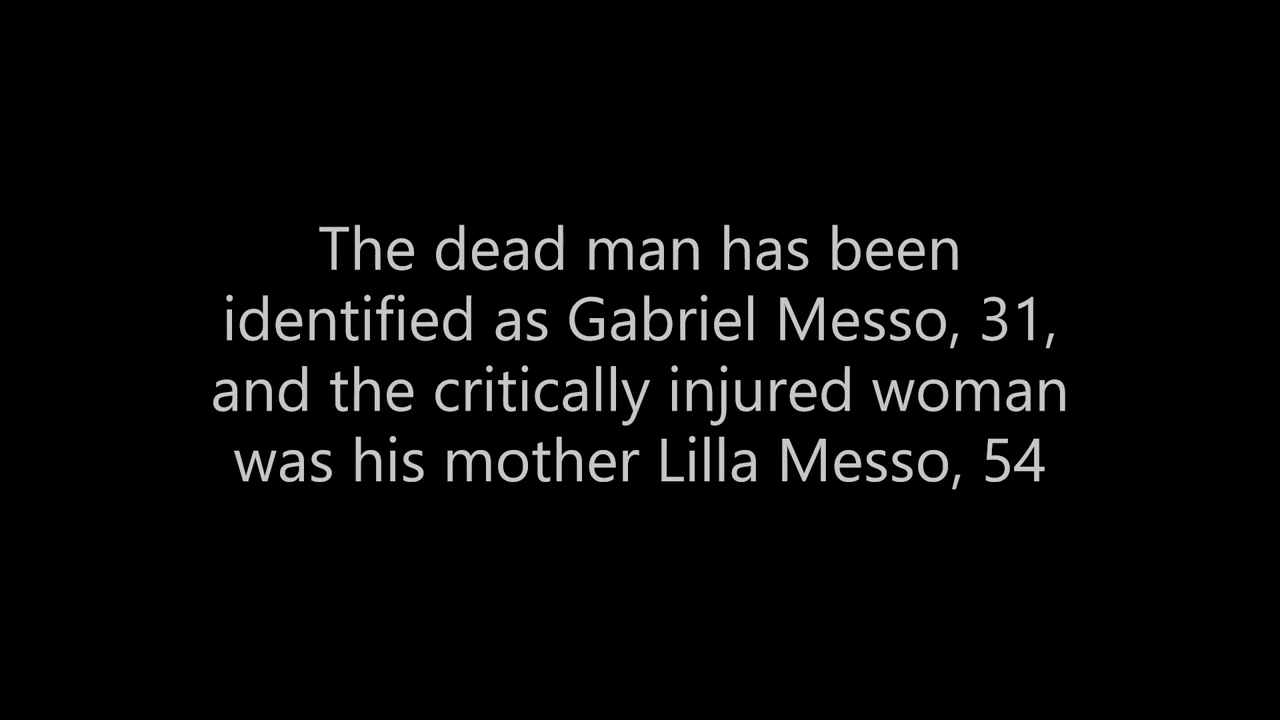 The dead man has been
identified as Gabriel Messo, 31,
and the critically injured woman
was his mother Lilla Messo, 54